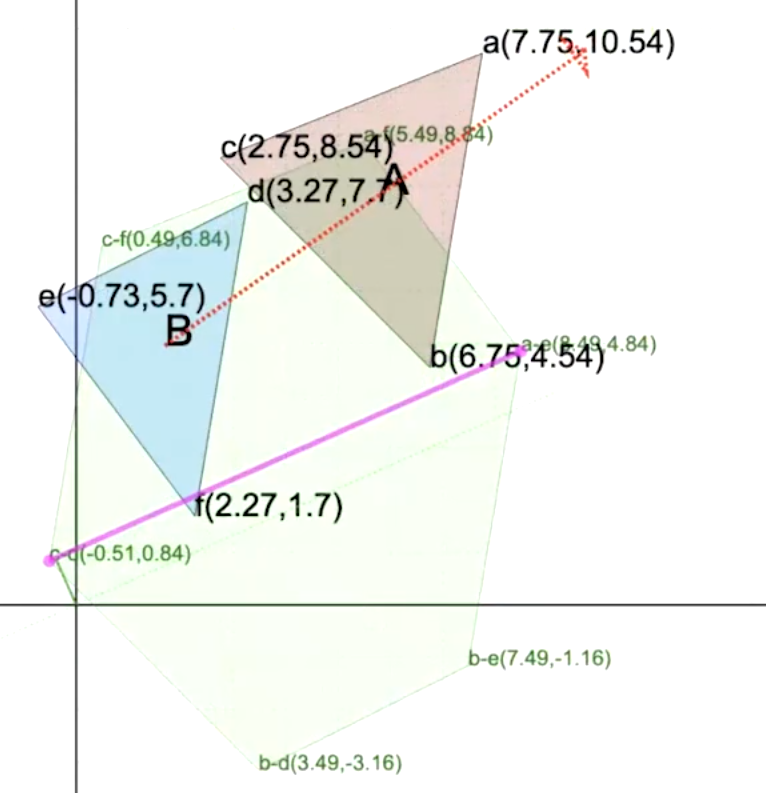 a(7.75,10.54)
a-f(5.49,8.84)
c(2.75,8.54)
A
d(3.27,7.7)
c-f(0.49,6.84)
e(-0.73,5.7)
B
a-e(8.49,4.84)
b(6.75,4.54)
f(2.27,1.7)
c-d(-0.51,0.84)
b-e(7.49,-1.16)
b-d(3.49,-3.16)